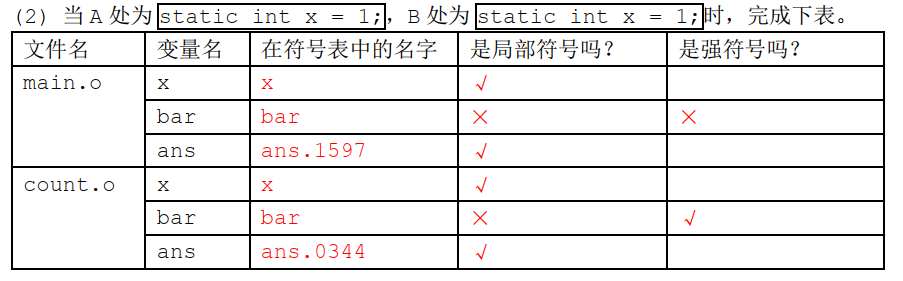 (2) 当 A 处为 static int x = 1; ，B 处为 static int x = 1; 时，完成下表。
文件名 变量名 在符号表中的名字 是局部符号吗？ 是强符号吗？
main.o x x √
bar bar × ×
ans ans.1597 √
count.o x x √
bar bar × √
ans ans.0344 √